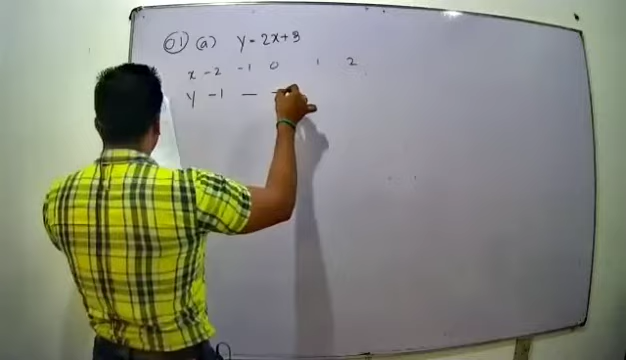 01 (a) y = 2x+3
x -2 -1 0 1 2
y -1 — -